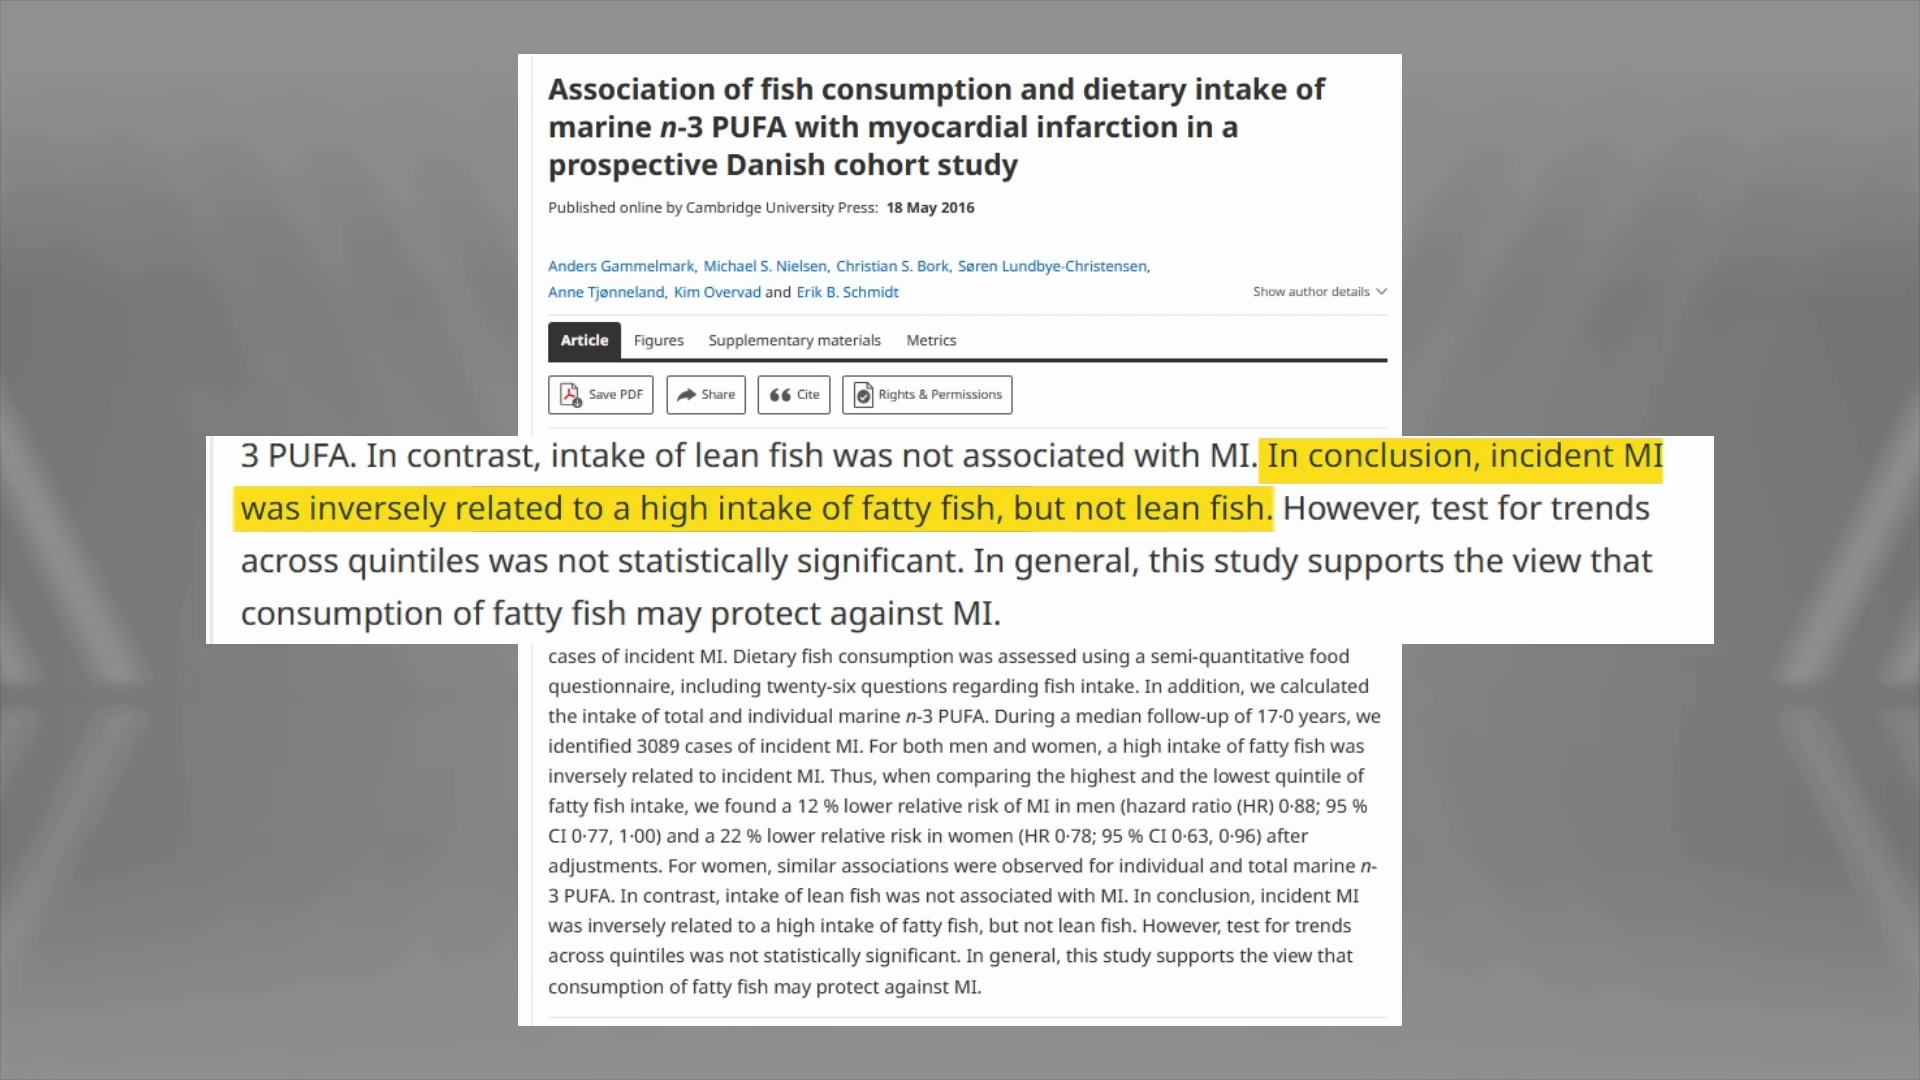 Association of fish consumption and dietary intake of
marine n-3 PUFA with myocardial infarction in a
prospective Danish cohort study
Published online by Cambridge University Press: 18 May 2016
Anders Gammelmark, Michael S. Nielsen, Christian S. Bork, Søren Lundbye-Christensen,
Anne Tjønneland, Kim Overvad and Erik B. Schmidt
Show author details
Article Figures Supplementary materials Metrics
Save PDF Share Cite Rights & Permissions
3 PUFA. In contrast, intake of lean fish was not associated with MI. In conclusion, incident MI
was inversely related to a high intake of fatty fish, but not lean fish. However, test for trends
across quintiles was not statistically significant. In general, this study supports the view that
consumption of fatty fish may protect against MI.
cases of incident MI. Dietary fish consumption was assessed using a semi-quantitative food
questionnaire, including twenty-six questions regarding fish intake. In addition, we calculated
the intake of total and individual marine n-3 PUFA. During a median follow-up of 17·0 years, we
identified 3089 cases of incident MI. For both men and women, a high intake of fatty fish was
inversely related to incident MI. Thus, when comparing the highest and the lowest quintile of
fatty fish intake, we found a 12 % lower relative risk of MI in men (hazard ratio (HR) 0·88; 95 %
CI 0·77, 1·00) and a 22 % lower relative risk in women (HR 0·78; 95 % CI 0·63, 0·96) after
adjustments. For women, similar associations were observed for individual and total marine n-
3 PUFA. In contrast, intake of lean fish was not associated with MI. In conclusion, incident MI
was inversely related to a high intake of fatty fish, but not lean fish. However, test for trends
across quintiles was not statistically significant. In general, this study supports the view that
consumption of fatty fish may protect against MI.